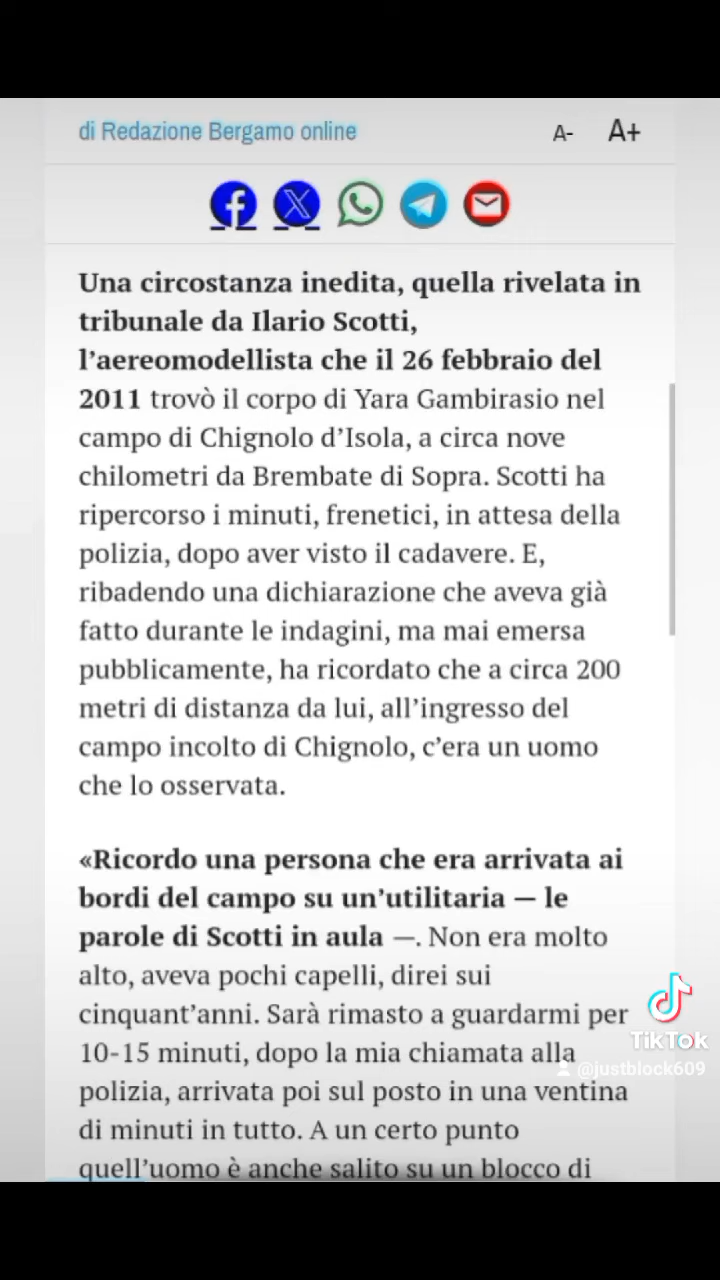 di Redazione Bergamo online
A- A+
Una circostanza inedita, quella rivelata in
tribunale da Ilario Scotti,
l’aereomodellista che il 26 febbraio del
2011 trovò il corpo di Yara Gambirasio nel
campo di Chignolo d’Isola, a circa nove
chilometri da Brembate di Sopra. Scotti ha
ripercorso i minuti, frenetici, in attesa della
polizia, dopo aver visto il cadavere. E,
ribadendo una dichiarazione che aveva già
fatto durante le indagini, ma mai emersa
pubblicamente, ha ricordato che a circa 200
metri di distanza da lui, all’ingresso del
campo incolto di Chignolo, c’era un uomo
che lo osservata.
«Ricordo una persona che era arrivata ai
bordi del campo su un’utilitaria — le
parole di Scotti in aula —. Non era molto
alto, aveva pochi capelli, direi sui
cinquant’anni. Sarà rimasto a guardarmi per
10-15 minuti, dopo la mia chiamata alla
polizia, arrivata poi sul posto in una ventina
di minuti in tutto. A un certo punto
quell’uomo è anche salito su un blocco di
TikTok
@justblock609